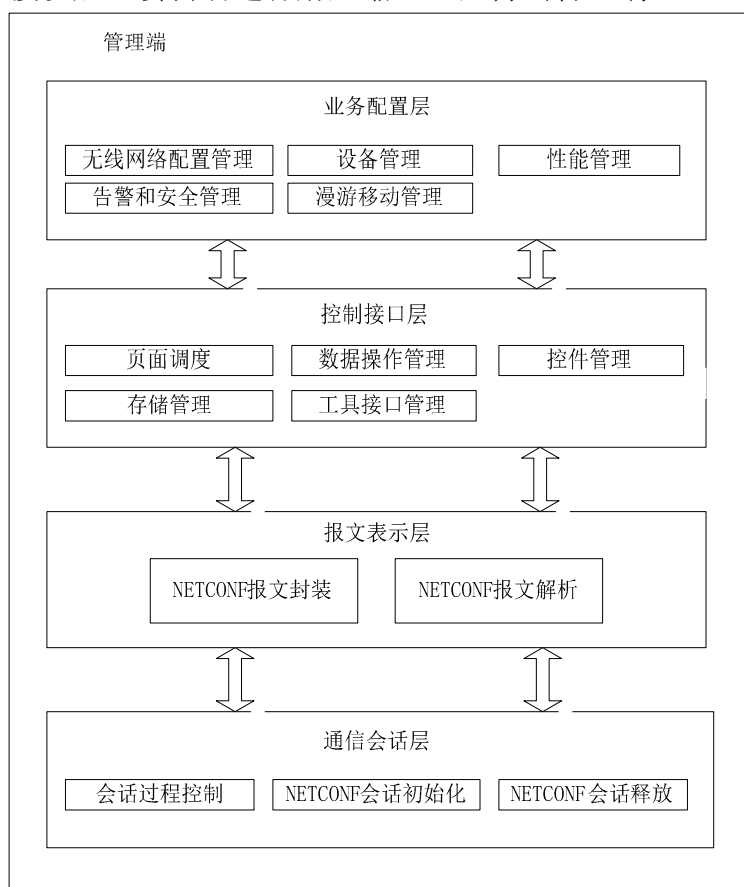 管理端
业务配置层
无线网络配置管理 设备管理 性能管理
告警和安全管理 漫游移动管理
控制接口层
页面调度 数据操作管理 控件管理
存储管理 工具接口管理
报文表示层
NETCONF报文封装 NETCONF报文解析
通信会话层
会话过程控制 NETCONF会话初始化 NETCONF会话释放